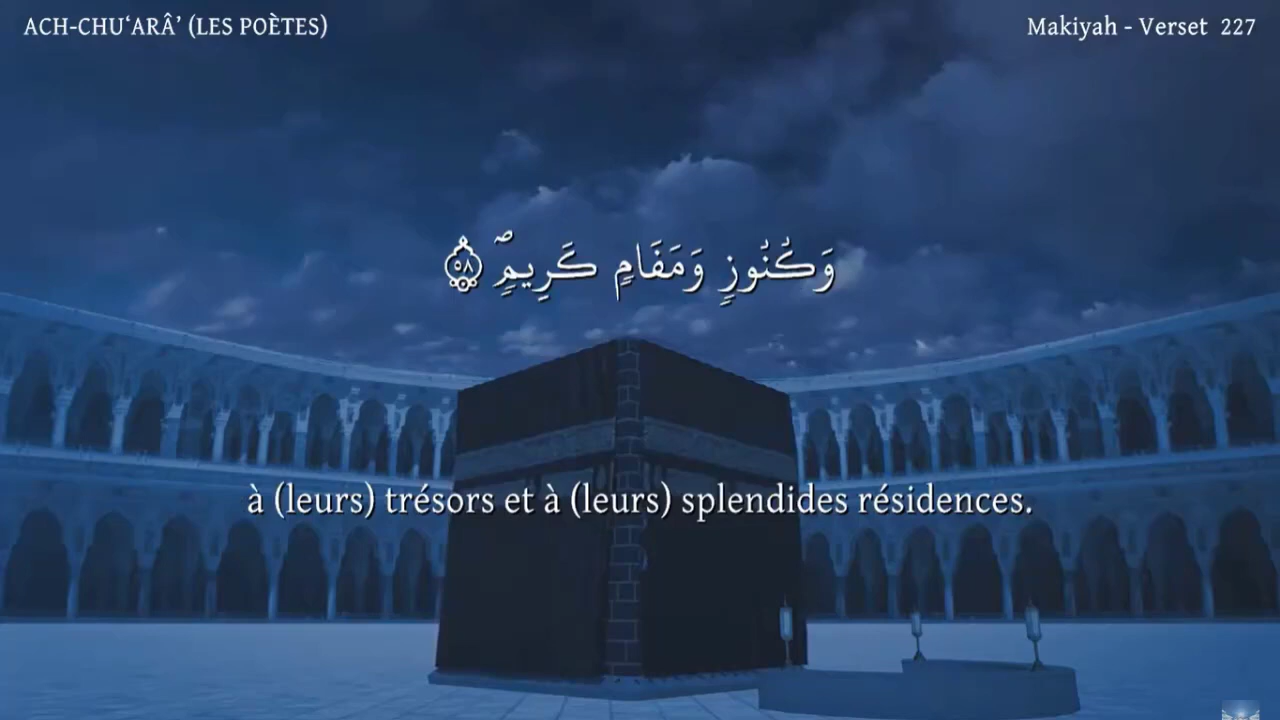 ACH-CHU‘ARÂ’ (LES POÈTES)
Makiyah - Verset 227
وَكُنُوزٍ وَمَقَامٍ كَرِيمٍۖ ٥٨
à (leurs) trésors et à (leurs) splendides résidences.